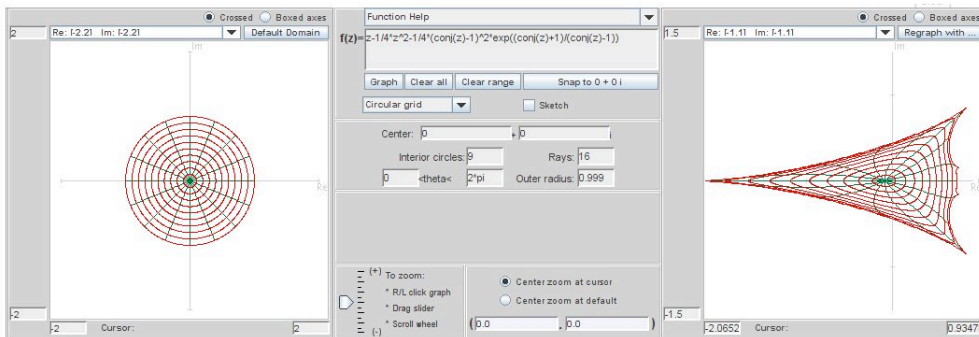 Crossed Boxed axes
2 Re: [-2,2] Im: [-2,2] Default Domain
Im
Re
-2
-2 Cursor: 2
Function Help
f(z)= z-1/4*z^2-1/4*(conj(z)-1)^2*exp((conj(z)+1)/(conj(z)-1))
Graph Clear all Clear range Snap to 0 + 0 i
Circular grid Sketch
Center: 0 + 0 i
Interior circles: 9 Rays: 16
0 <theta< 2*pi Outer radius: 0.999
(+) To zoom:
* R/L click graph
* Drag slider
* Scroll wheel
(-)
Center zoom at cursor
Center zoom at default
( 0.0 , 0.0 )
Crossed Boxed axes
1.5 Re: [-1,1] Im: [-1,1] Regraph with ...
Im
-1.5
-2.0652 Cursor: 0.9347